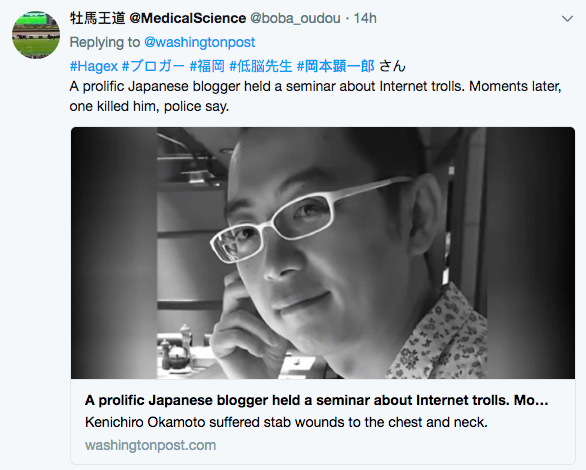 牡馬王道 @MedicalScience @boba_oudou · 14h
Replying to @washingtonpost
#Hagex #ブロガー #福岡 #低脳先生 #岡本顕一郎 さん
A prolific Japanese blogger held a seminar about Internet trolls. Moments later,
one killed him, police say.
A prolific Japanese blogger held a seminar about Internet trolls. Mo...
Kenichiro Okamoto suffered stab wounds to the chest and neck.
washingtonpost.com